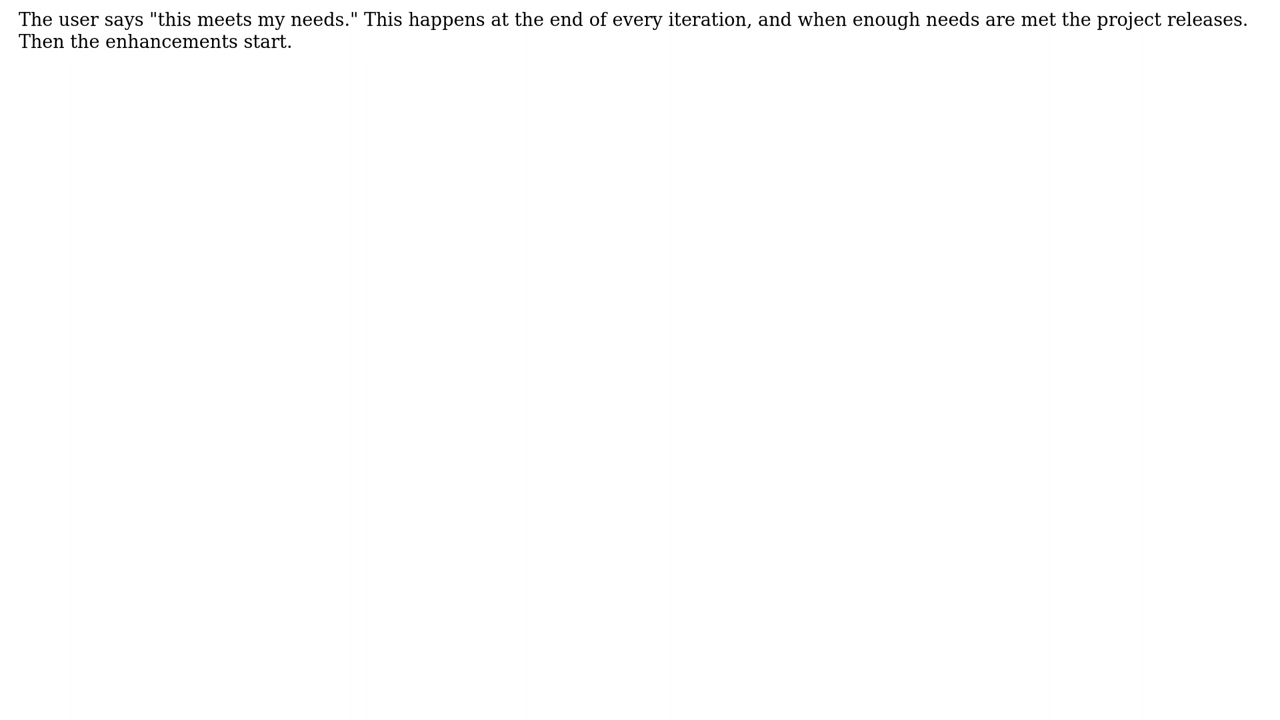 The user says "this meets my needs." This happens at the end of every iteration, and when enough needs are met the project releases.
Then the enhancements start.